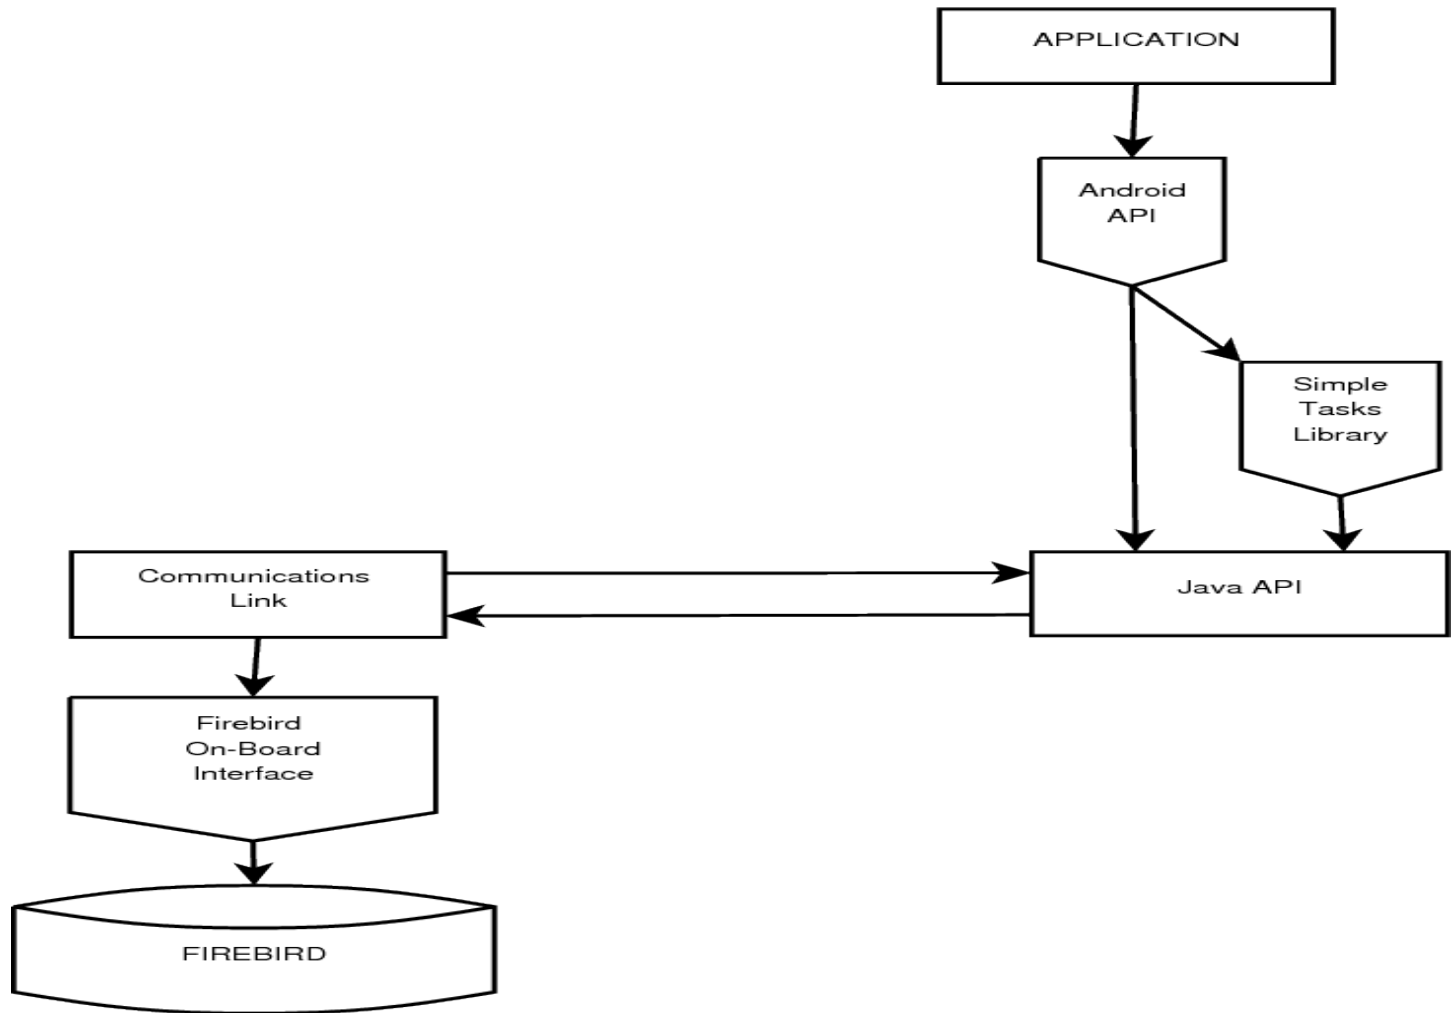 APPLICATION
Android
API
Simple
Tasks
Library
Communications
Link
Java API
Firebird
On-Board
Interface
FIREBIRD